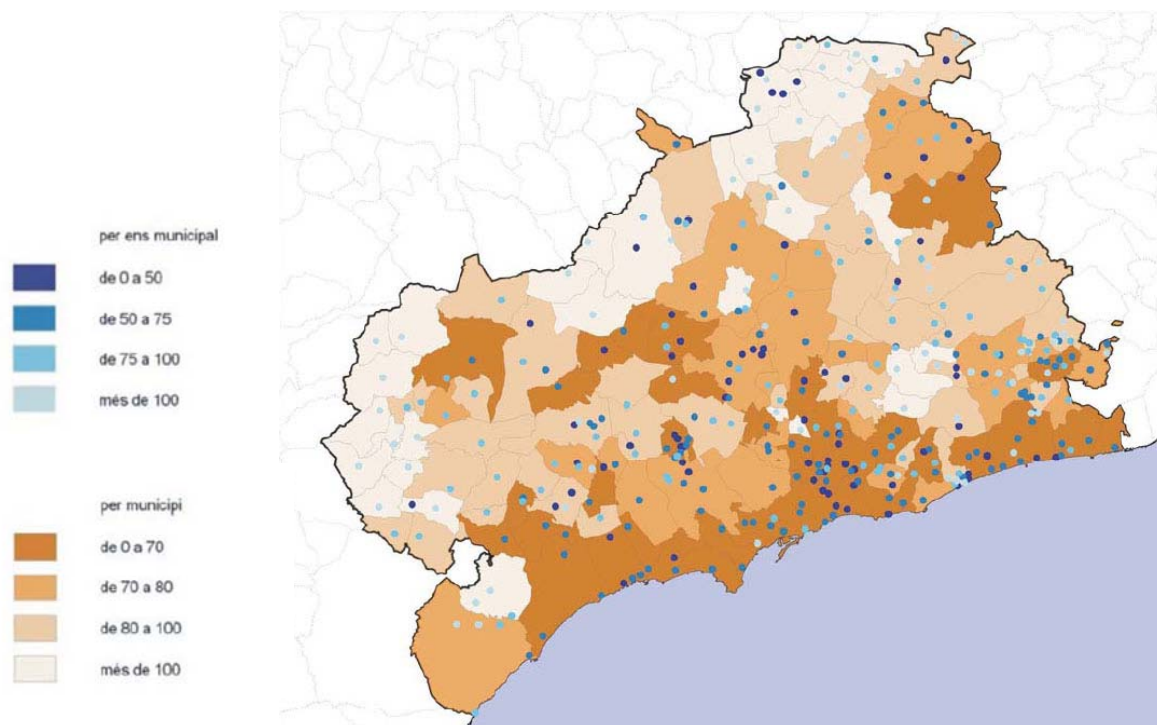 per ens municipal
de 0 a 50
de 50 a 75
de 75 a 100
més de 100
per municipi
de 0 a 70
de 70 a 80
de 80 a 100
més de 100